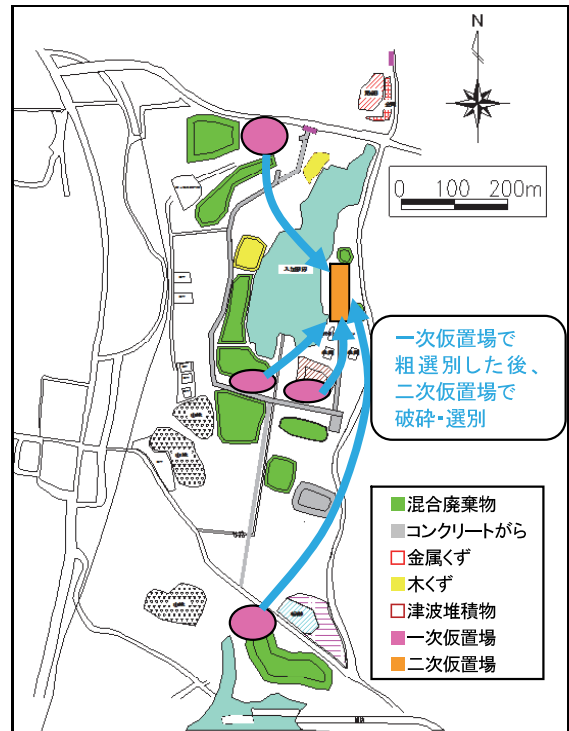 N
0 100 200m
一次仮置場で
粗選別した後、
二次仮置場で
破砕・選別
混合廃棄物
コンクリートがら
金属くず
木くず
津波堆積物
一次仮置場
二次仮置場